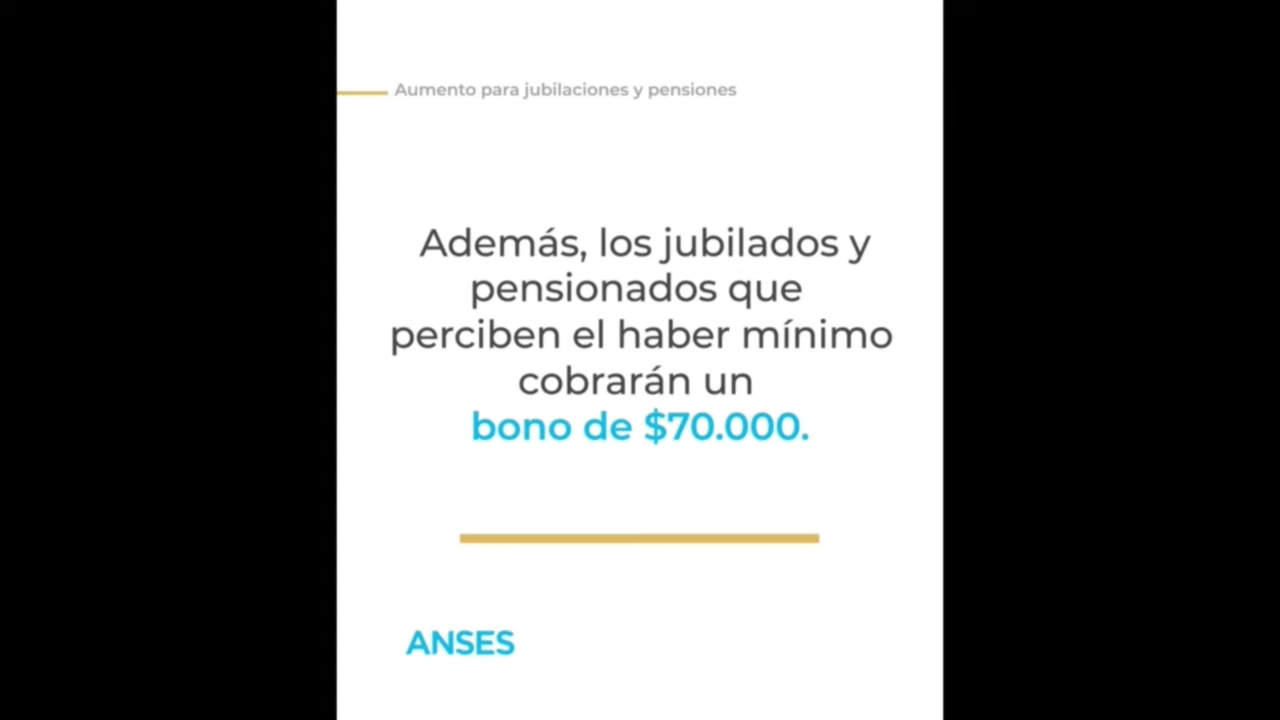 Aumento para jubilaciones y pensiones
Además, los jubilados y
pensionados que
perciben el haber mínimo
cobrarán un
bono de $70.000.
ANSES